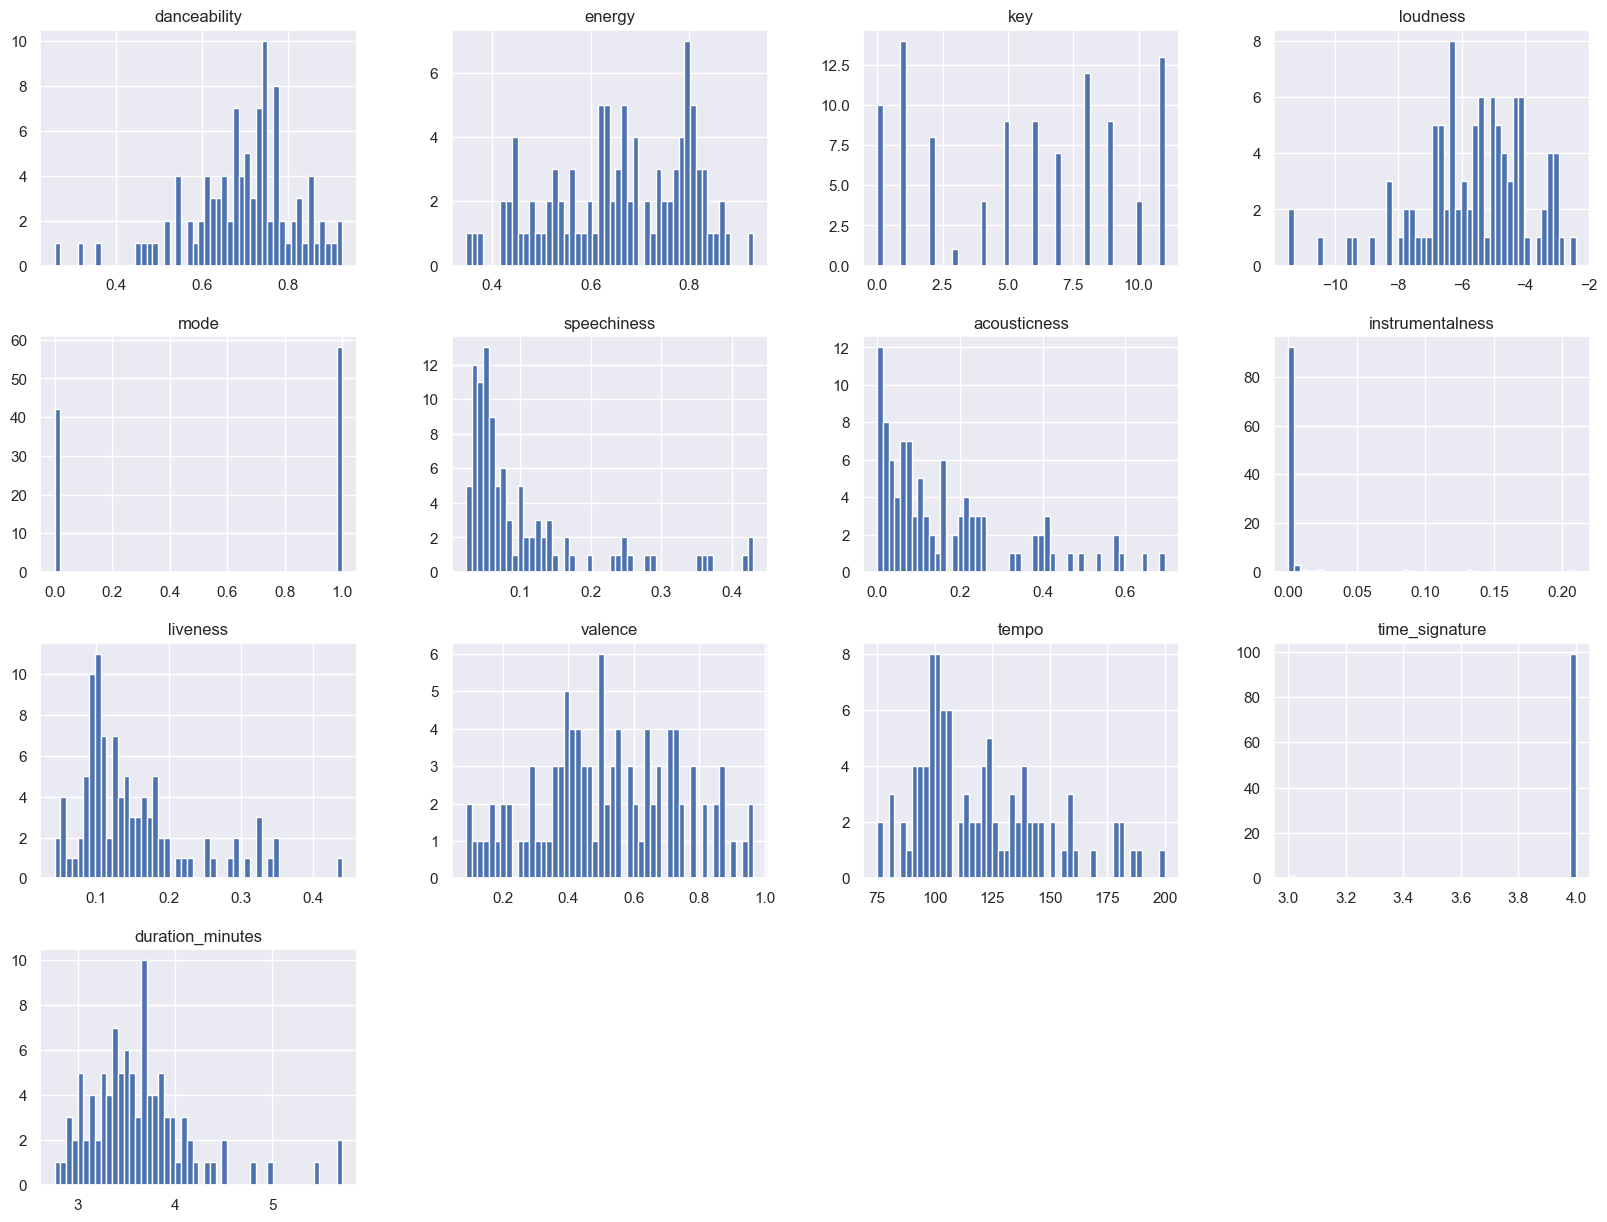 danceability
10
8
6
4
2
0
0.4 0.6 0.8
energy
6
4
2
0
0.4 0.6 0.8
key
12.5
10.0
7.5
5.0
2.5
0.0
0.0 2.5 5.0 7.5 10.0
loudness
8
6
4
2
0
−10 −8 −6 −4 −2
mode
60
50
40
30
20
10
0
0.0 0.2 0.4 0.6 0.8 1.0
speechiness
12
10
8
6
4
2
0
0.1 0.2 0.3 0.4
acousticness
12
10
8
6
4
2
0
0.0 0.2 0.4 0.6
instrumentalness
80
60
40
20
0
0.00 0.05 0.10 0.15 0.20
liveness
10
8
6
4
2
0
0.1 0.2 0.3 0.4
valence
6
5
4
3
2
1
0
0.2 0.4 0.6 0.8 1.0
tempo
8
6
4
2
0
75 100 125 150 175 200
time_signature
100
80
60
40
20
0
3.0 3.2 3.4 3.6 3.8 4.0
duration_minutes
10
8
6
4
2
0
3 4 5